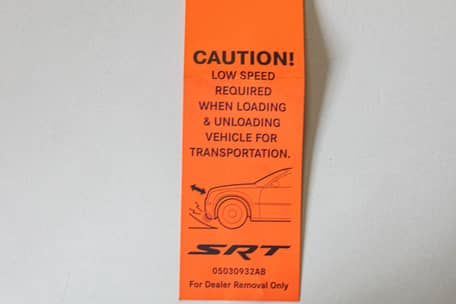 CAUTION!
LOW SPEED
REQUIRED
WHEN LOADING
& UNLOADING
VEHICLE FOR
TRANSPORTATION.
SRT
05030932AB
For Dealer Removal Only